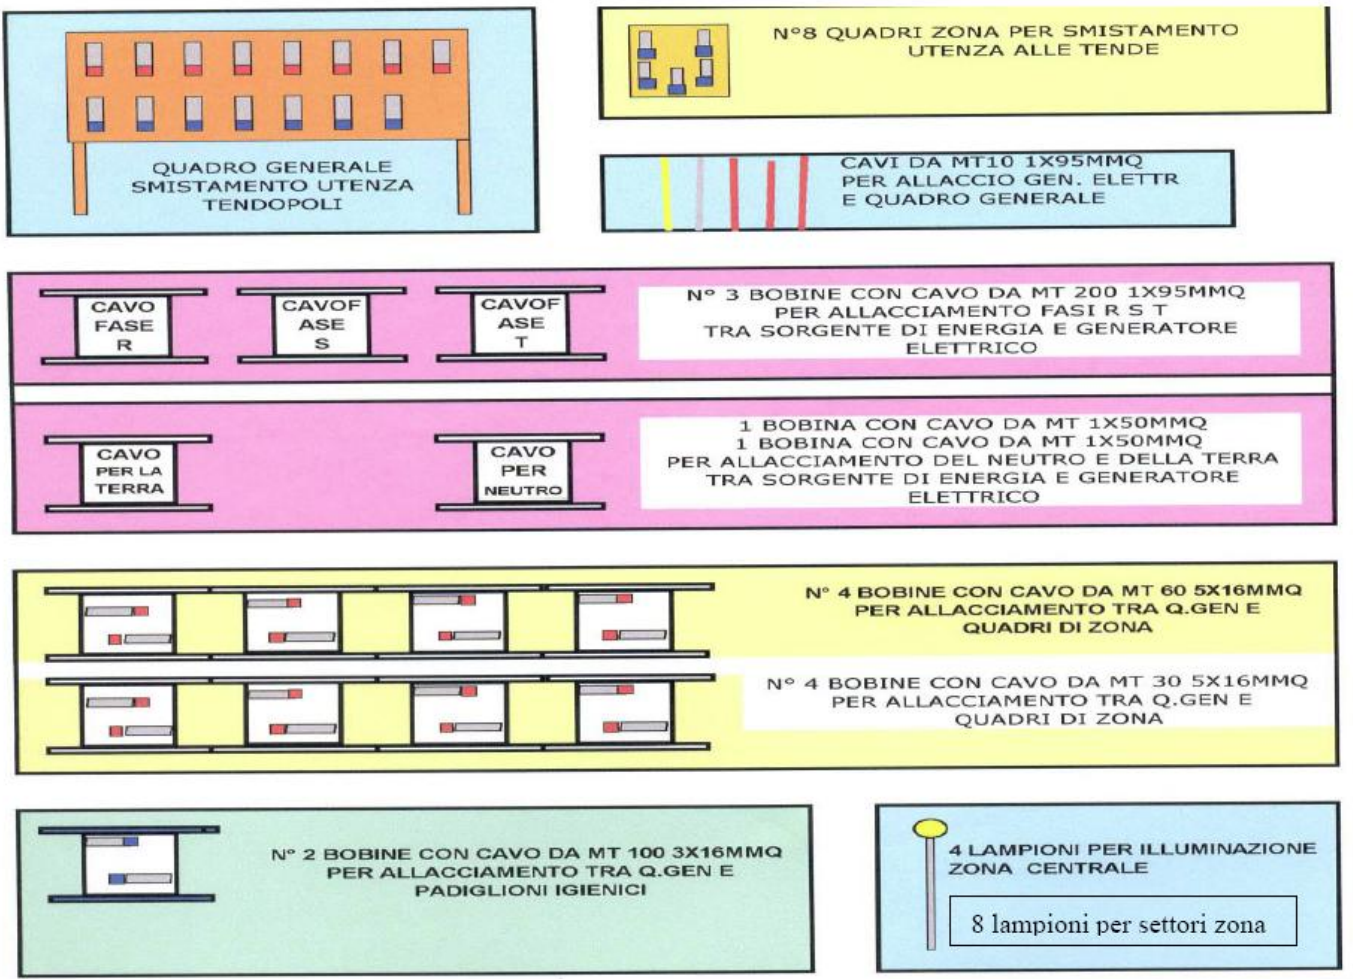 QUADRO GENERALE
SMISTAMENTO UTENZA
TENDOPOLI
N°8 QUADRI ZONA PER SMISTAMENTO
UTENZA ALLE TENDE
CAVI DA MT10 1X95MMQ
PER ALLACCIO GEN. ELETTR
E QUADRO GENERALE
CAVO
FASE
R
CAVOF
ASE
S
CAVOF
ASE
T
N° 3 BOBINE CON CAVO DA MT 200 1X95MMQ
PER ALLACCIAMENTO FASI R S T
TRA SORGENTE DI ENERGIA E GENERATORE
ELETTRICO
CAVO
PER LA
TERRA
CAVO
PER
NEUTRO
1 BOBINA CON CAVO DA MT 1X50MMQ
1 BOBINA CON CAVO DA MT 1X50MMQ
PER ALLACCIAMENTO DEL NEUTRO E DELLA TERRA
TRA SORGENTE DI ENERGIA E GENERATORE
ELETTRICO
N° 4 BOBINE CON CAVO DA MT 60 5X16MMQ
PER ALLACCIAMENTO TRA Q.GEN E
QUADRI DI ZONA
N° 4 BOBINE CON CAVO DA MT 30 5X16MMQ
PER ALLACCIAMENTO TRA Q.GEN E
QUADRI DI ZONA
N° 2 BOBINE CON CAVO DA MT 100 3X16MMQ
PER ALLACCIAMENTO TRA Q.GEN E
PADIGLIONI IGIENICI
4 LAMPIONI PER ILLUMINAZIONE
ZONA CENTRALE
8 lampioni per settori zona